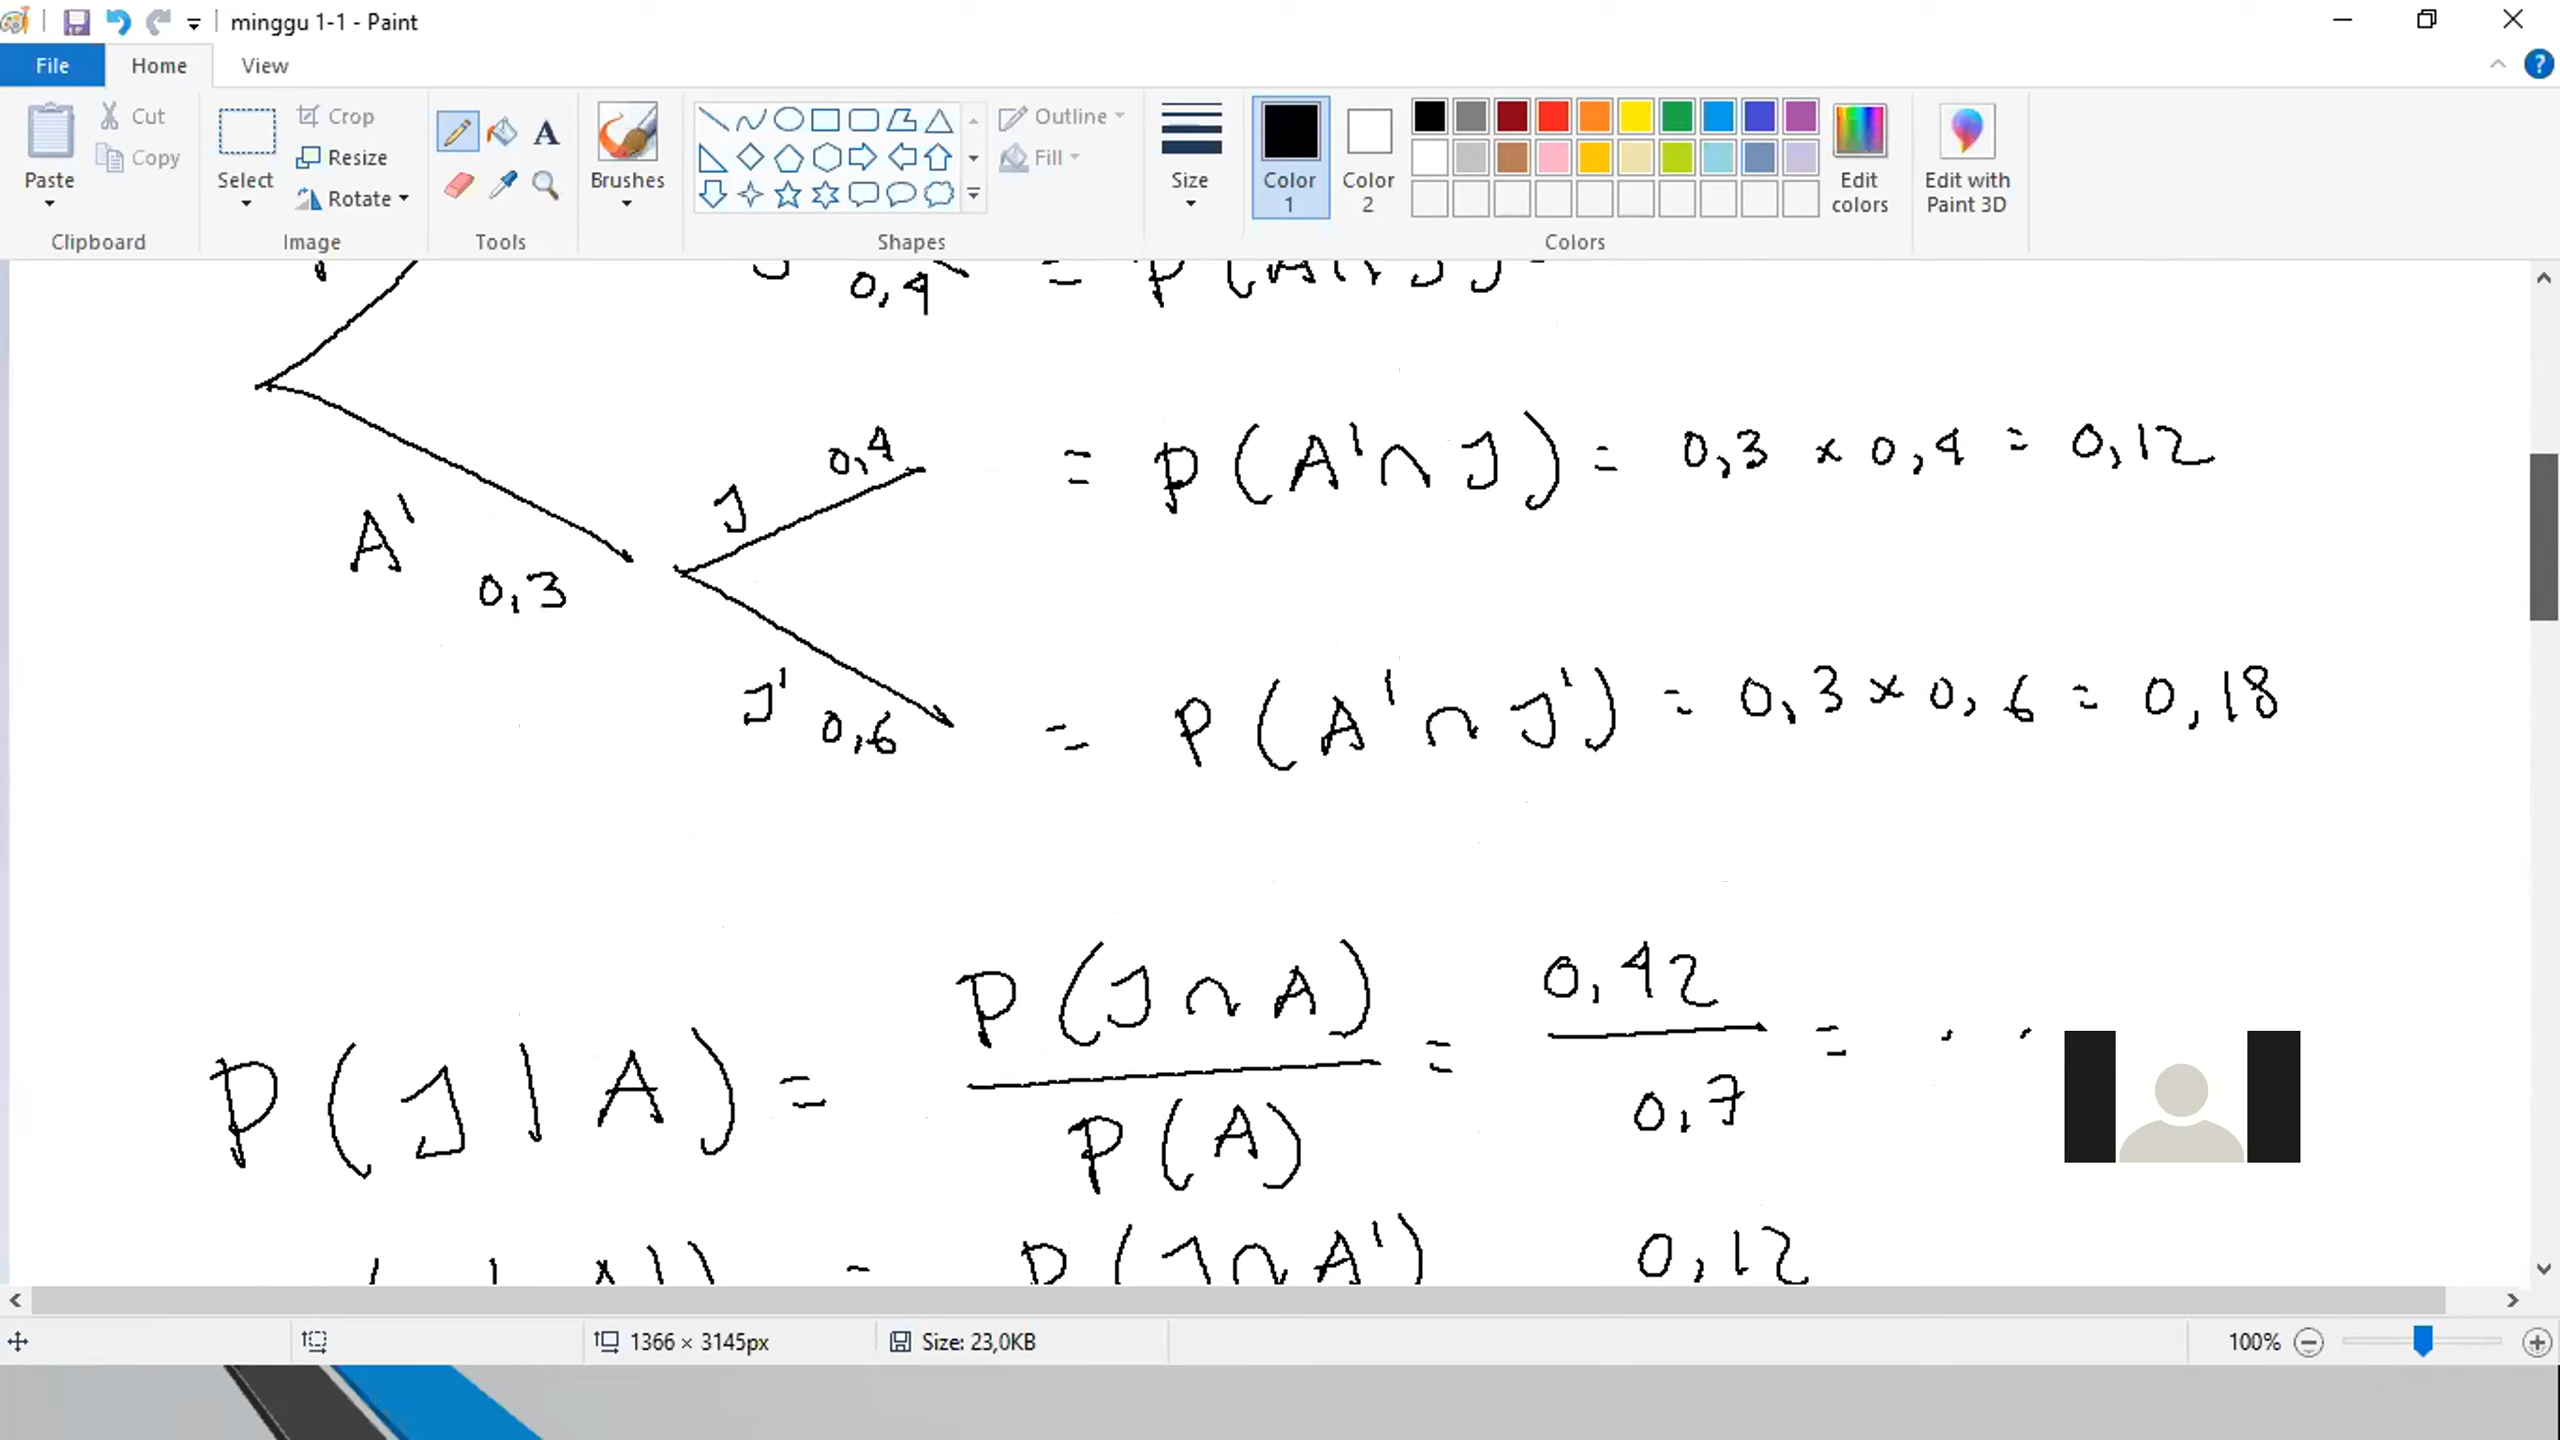 minggu 1-1 - Paint
File Home View
Cut
Copy
Paste
Crop
Resize
Rotate
Select
Brushes
Outline
Fill
Size
Color 1
Color 2
Edit colors
Edit with Paint 3D
Clipboard Image Tools Shapes Colors
J' 0,4 = P(A∩J')
J 0,4 = P(A'∩J) = 0,3 x 0,4 = 0,12
A' 0,3
J' 0,6 = P(A'∩J') = 0,3 x 0,6 = 0,18
P(J|A) = P(J∩A) / P(A) = 0,42 / 0,7 = . .
= P(J∩A') 0,12
1366 × 3145px Size: 23,0KB 100%